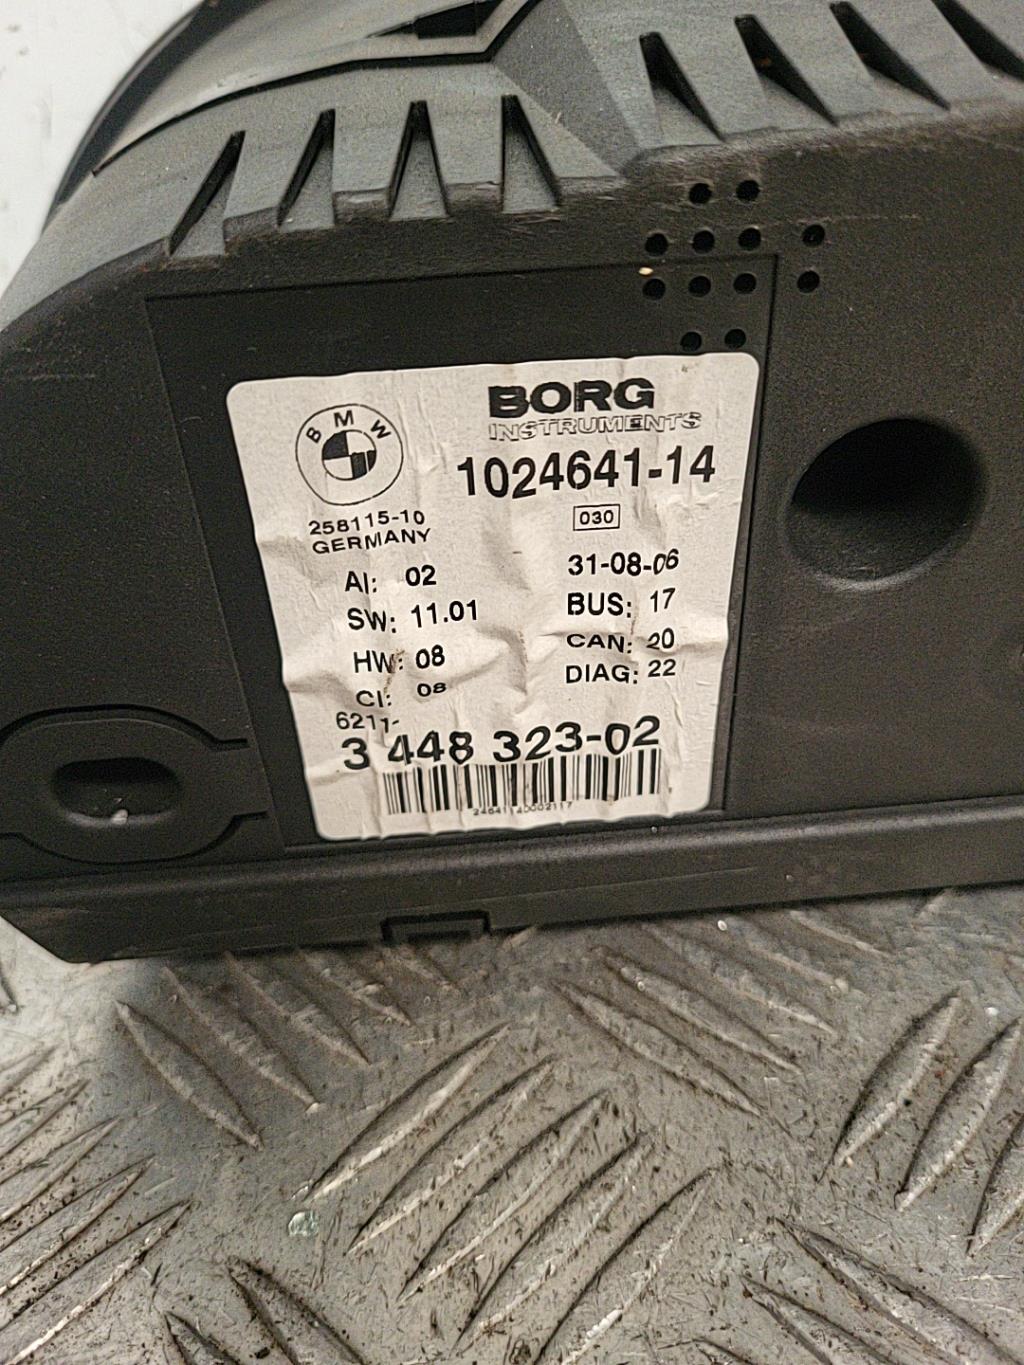 BMW
BORG
INSTRUMENTS
1024641-14
258115-10
GERMANY
030
AI: 02
31-08-06
SW: 11.01
BUS: 17
HW: 08
CAN: 20
CI: 08
DIAG: 22
6211-
3 448 323-02